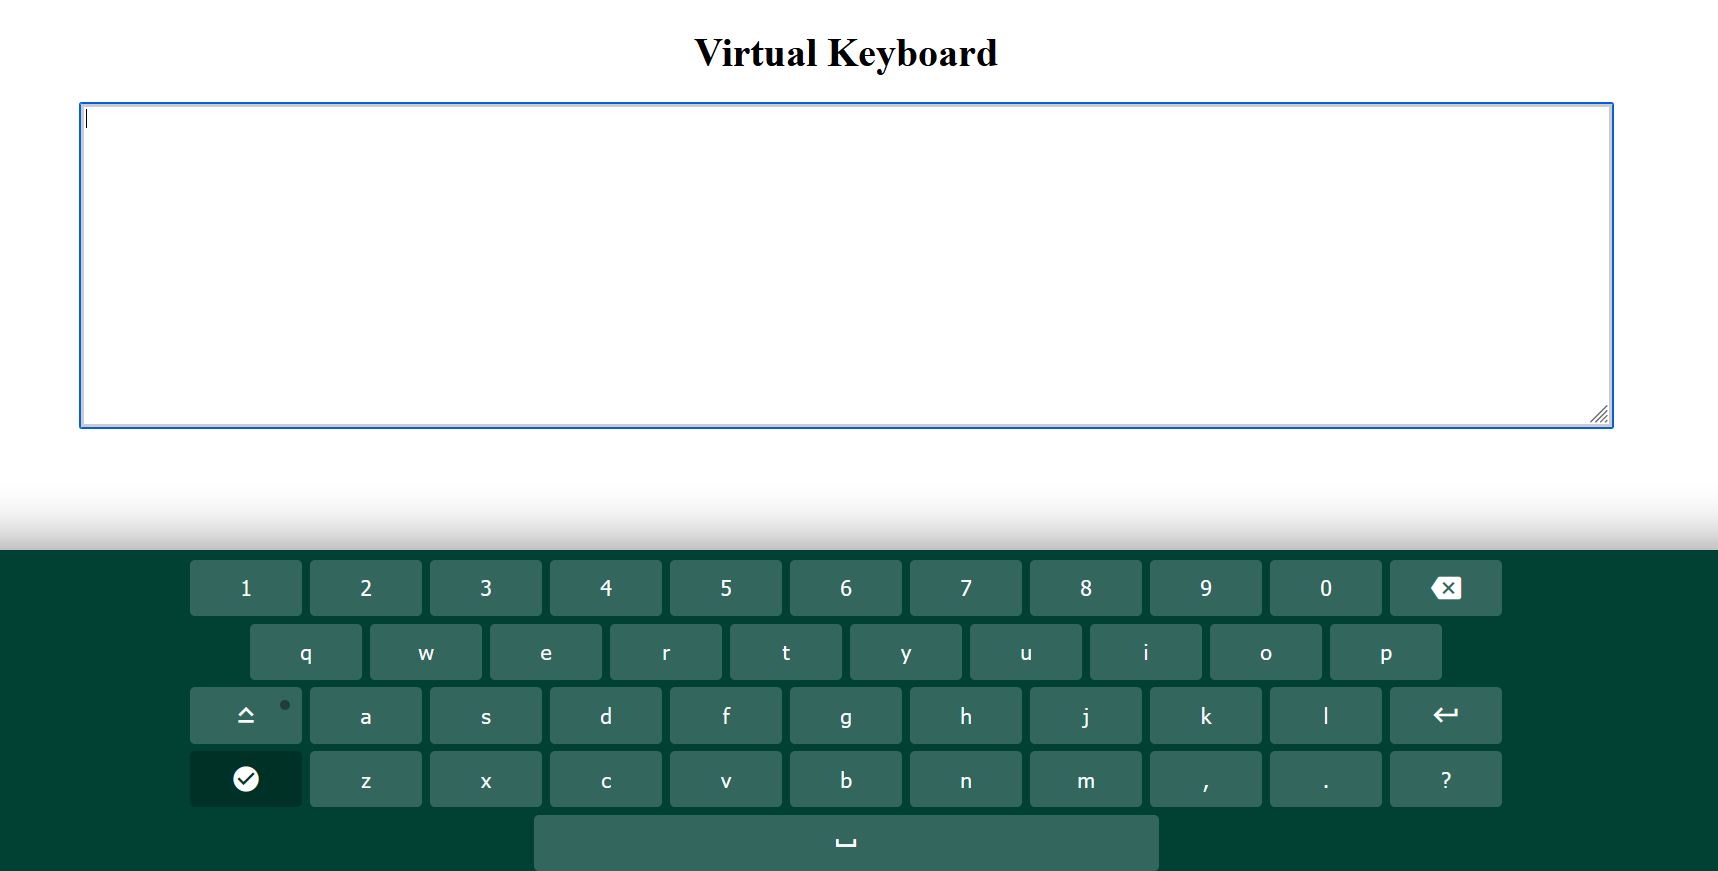 Virtual Keyboard
1 2 3 4 5 6 7 8 9 0
q w e r t y u i o p
a s d f g h j k l
z x c v b n m , . ?